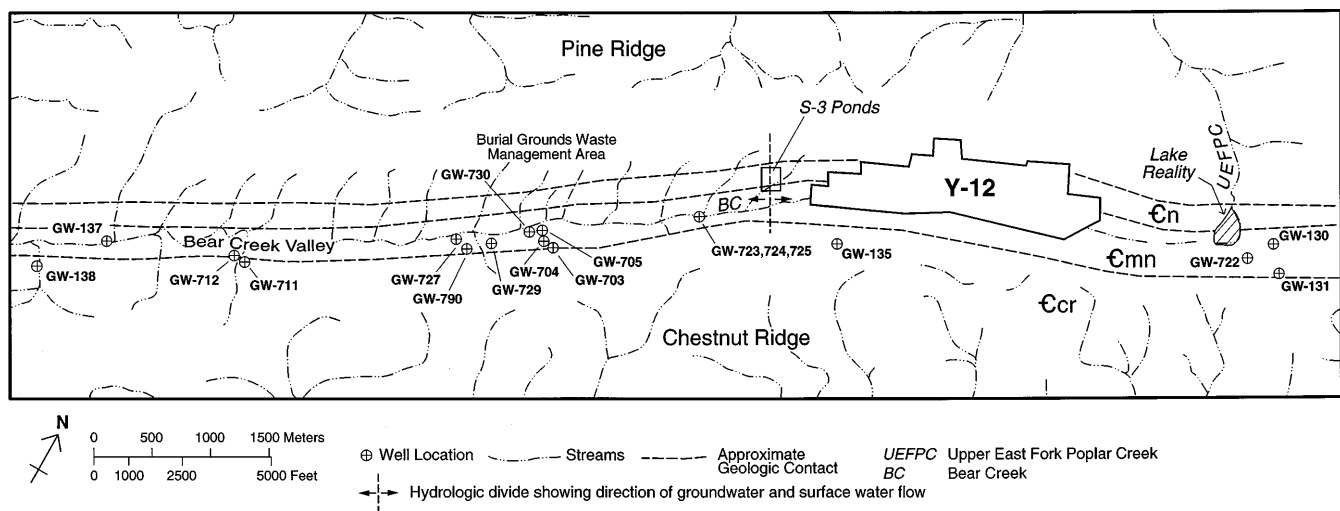 Pine Ridge
S-3 Ponds
Burial Grounds Waste
Management Area
GW-730
BC
Y-12
Lake
Reality
UEFPC
Ꞓn
GW-137
Bear Creek Valley
GW-138
GW-712
GW-711
GW-727
GW-790
GW-729
GW-704
GW-703
GW-705
GW-723,724,725
GW-135
Ꞓmn
GW-722
GW-130
GW-131
Ꞓcr
Chestnut Ridge
N
0 500 1000 1500 Meters
0 1000 2500 5000 Feet
Well Location
Streams
Approximate
Geologic Contact
UEFPC Upper East Fork Poplar Creek
BC Bear Creek
Hydrologic divide showing direction of groundwater and surface water flow